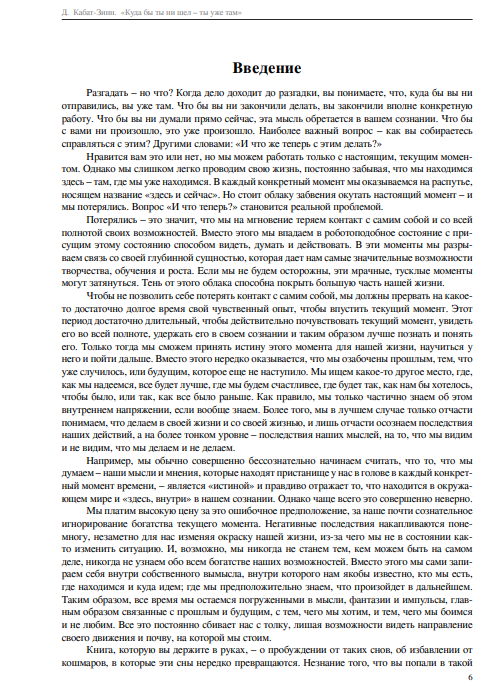 Д. Кабат-Зинн. «Куда бы ты ни шел – ты уже там»
Введение
Разгадать – но что? Когда дело доходит до разгадки, вы понимаете, что, куда бы вы ни
отправились, вы уже там. Что бы вы ни закончили делать, вы закончили вполне конкретную
работу. Что бы вы ни думали прямо сейчас, эта мысль обретается в вашем сознании. Что бы
с вами ни произошло, это уже произошло. Наиболее важный вопрос – как вы собираетесь
справляться с этим? Другими словами: «И что же теперь с этим делать?»
Нравится вам это или нет, но мы можем работать только с настоящим, текущим момен-
том. Однако мы слишком легко проводим свою жизнь, постоянно забывая, что мы находимся
здесь – там, где мы уже находимся. В каждый конкретный момент мы оказываемся на распутье,
носящем название «здесь и сейчас». Но стоит облаку забвения окутать настоящий момент – и
мы потерялись. Вопрос «И что теперь?» становится реальной проблемой.
Потерялись – это значит, что мы на мгновение теряем контакт с самим собой и со всей
полнотой своих возможностей. Вместо этого мы впадаем в роботоподобное состояние с при-
сущим этому состоянию способом видеть, думать и действовать. В эти моменты мы разры-
ваем связь со своей глубинной сущностью, которая дает нам самые значительные возможности
творчества, обучения и роста. Если мы не будем осторожны, эти мрачные, тусклые моменты
могут затянуться. Тень от этого облака способна покрыть большую часть нашей жизни.
Чтобы не позволить себе потерять контакт с самим собой, мы должны прервать на какое-
то достаточно долгое время свой чувственный опыт, чтобы впустить текущий момент. Этот
период достаточно длительный, чтобы действительно почувствовать текущий момент, увидеть
его во всей полноте, удержать его в своем сознании и таким образом лучше познать и понять
его. Только тогда мы сможем принять истину этого момента для нашей жизни, научиться у
него и пойти дальше. Вместо этого нередко оказывается, что мы озабочены прошлым, тем, что
уже случилось, или будущим, которое еще не наступило. Мы ищем какое-то другое место, где,
как мы надеемся, все будет лучше, где мы будем счастливее, где будет так, как нам бы хотелось,
чтобы было, или так, как все было раньше. Как правило, мы только частично знаем об этом
внутреннем напряжении, если вообще знаем. Более того, мы в лучшем случае только отчасти
понимаем, что делаем в своей жизни и со своей жизнью, и лишь отчасти осознаем последствия
наших действий, а на более тонком уровне – последствия наших мыслей, на то, что мы видим
и не видим, что мы делаем и не делаем.
Например, мы обычно совершенно бессознательно начинаем считать, что то, что мы
думаем – наши мысли и мнения, которые находят пристанище у нас в голове в каждый конкрет-
ный момент времени, – является «истиной» и правдиво отражает то, что находится в окружа-
ющем мире и «здесь, внутри» в нашем сознании. Однако чаще всего это совершенно неверно.
Мы платим высокую цену за это ошибочное предположение, за наше почти сознательное
игнорирование богатства текущего момента. Негативные последствия накапливаются поне-
многу, незаметно для нас изменяя окраску нашей жизни, из-за чего мы не в состоянии как-
то изменить ситуацию. И, возможно, мы никогда не станем тем, кем можем быть на самом
деле, никогда не узнаем обо всем богатстве наших возможностей. Вместо этого мы сами запи-
раем себя внутри собственного вымысла, внутри которого нам якобы известно, кто мы есть,
где находимся и куда идем; где мы предположительно знаем, что произойдет в дальнейшем.
Таким образом, все время мы остаемся погруженными в мысли, фантазии и импульсы, глав-
ным образом связанные с прошлым и будущим, с тем, чего мы хотим, и тем, чего мы боимся
и не любим. Все это постоянно сбивает нас с толку, лишая возможности видеть направление
своего движения и почву, на которой мы стоим.
Книга, которую вы держите в руках, – о пробуждении от таких снов, об избавлении от
кошмаров, в которые эти сны нередко превращаются. Незнание того, что вы попали в такой
6